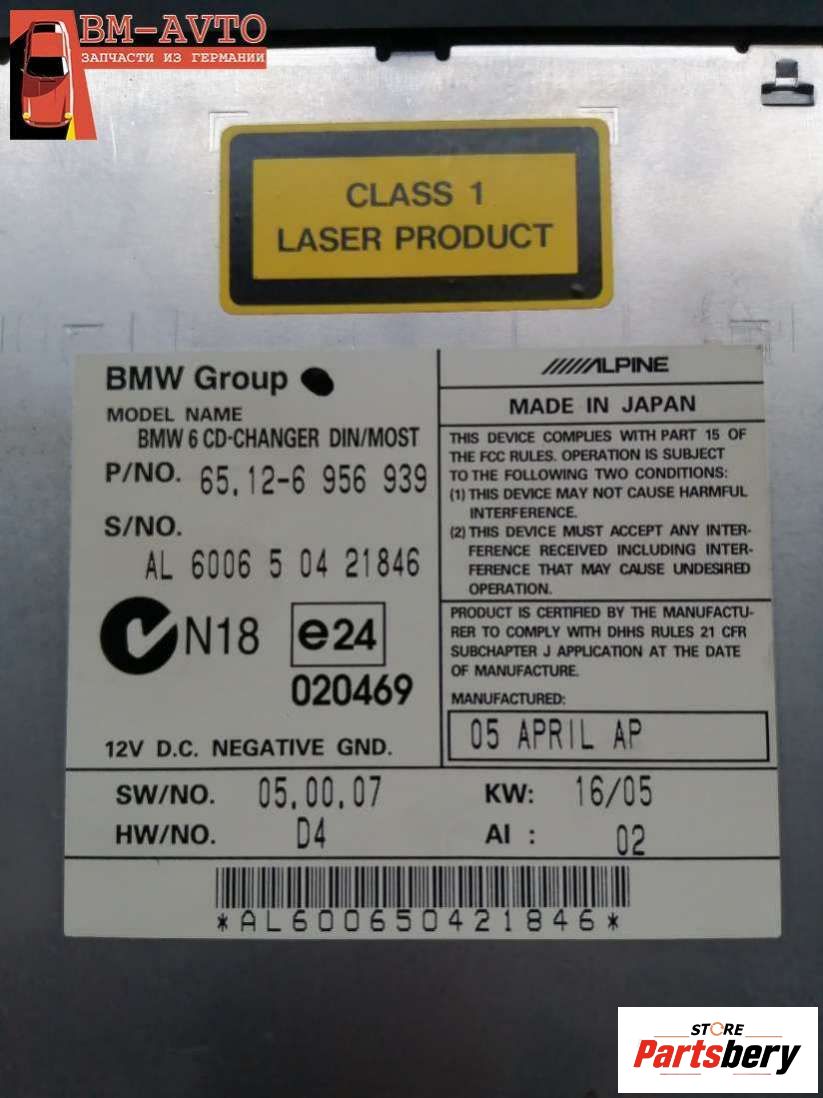 ВМ-AVTO
ЗАПЧАСТИ ИЗ ГЕРМАНИИ
CLASS 1
LASER PRODUCT
BMW Group
MODEL NAME
BMW 6 CD-CHANGER DIN/MOST
P/NO. 65.12-6 956 939
S/NO.
AL 6006 5 04 21846
N18
e24
020469
12V D.C. NEGATIVE GND.
ALPINE
MADE IN JAPAN
THIS DEVICE COMPLIES WITH PART 15 OF
THE FCC RULES. OPERATION IS SUBJECT
TO THE FOLLOWING TWO CONDITIONS:
(1) THIS DEVICE MAY NOT CAUSE HARMFUL
INTERFERENCE.
(2) THIS DEVICE MUST ACCEPT ANY INTER-
FERENCE RECEIVED INCLUDING INTER-
FERENCE THAT MAY CAUSE UNDESIRED
OPERATION.
PRODUCT IS CERTIFIED BY THE MANUFACTU-
RER TO COMPLY WITH DHHS RULES 21 CFR
SUBCHAPTER J APPLICATION AT THE DATE
OF MANUFACTURE.
MANUFACTURED:
05 APRIL AP
SW/NO. 05.00.07 KW: 16/05
HW/NO. D4 AI : 02
*AL600650421846*
STORE
Partsbery